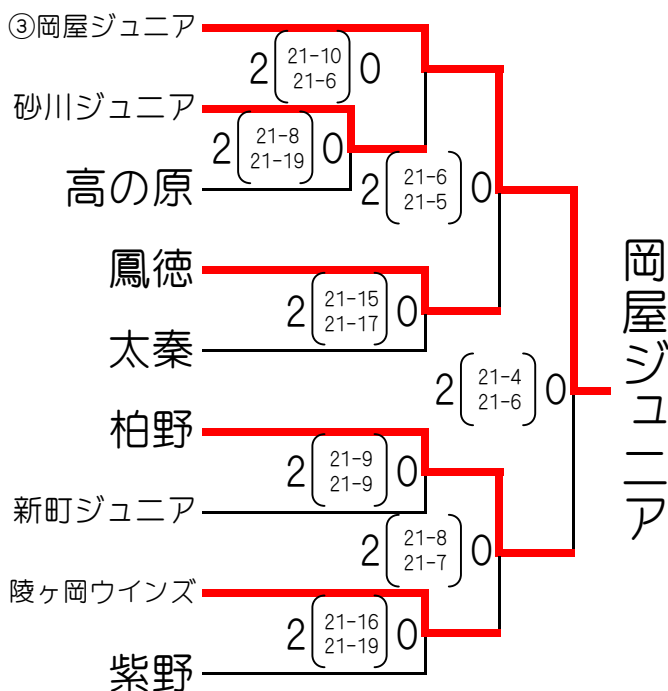 ③岡屋ジュニア
2 21-10 0
21-6
砂川ジュニア
2 21-8 0
21-19
高の原
2 21-6 0
21-5
鳳徳
2 21-15 0
21-17
太秦
2 21-4 0
21-6
岡屋ジュニア
柏野
2 21-9 0
21-9
新町ジュニア
2 21-8 0
21-7
陵ヶ岡ウインズ
2 21-16 0
21-19
紫野